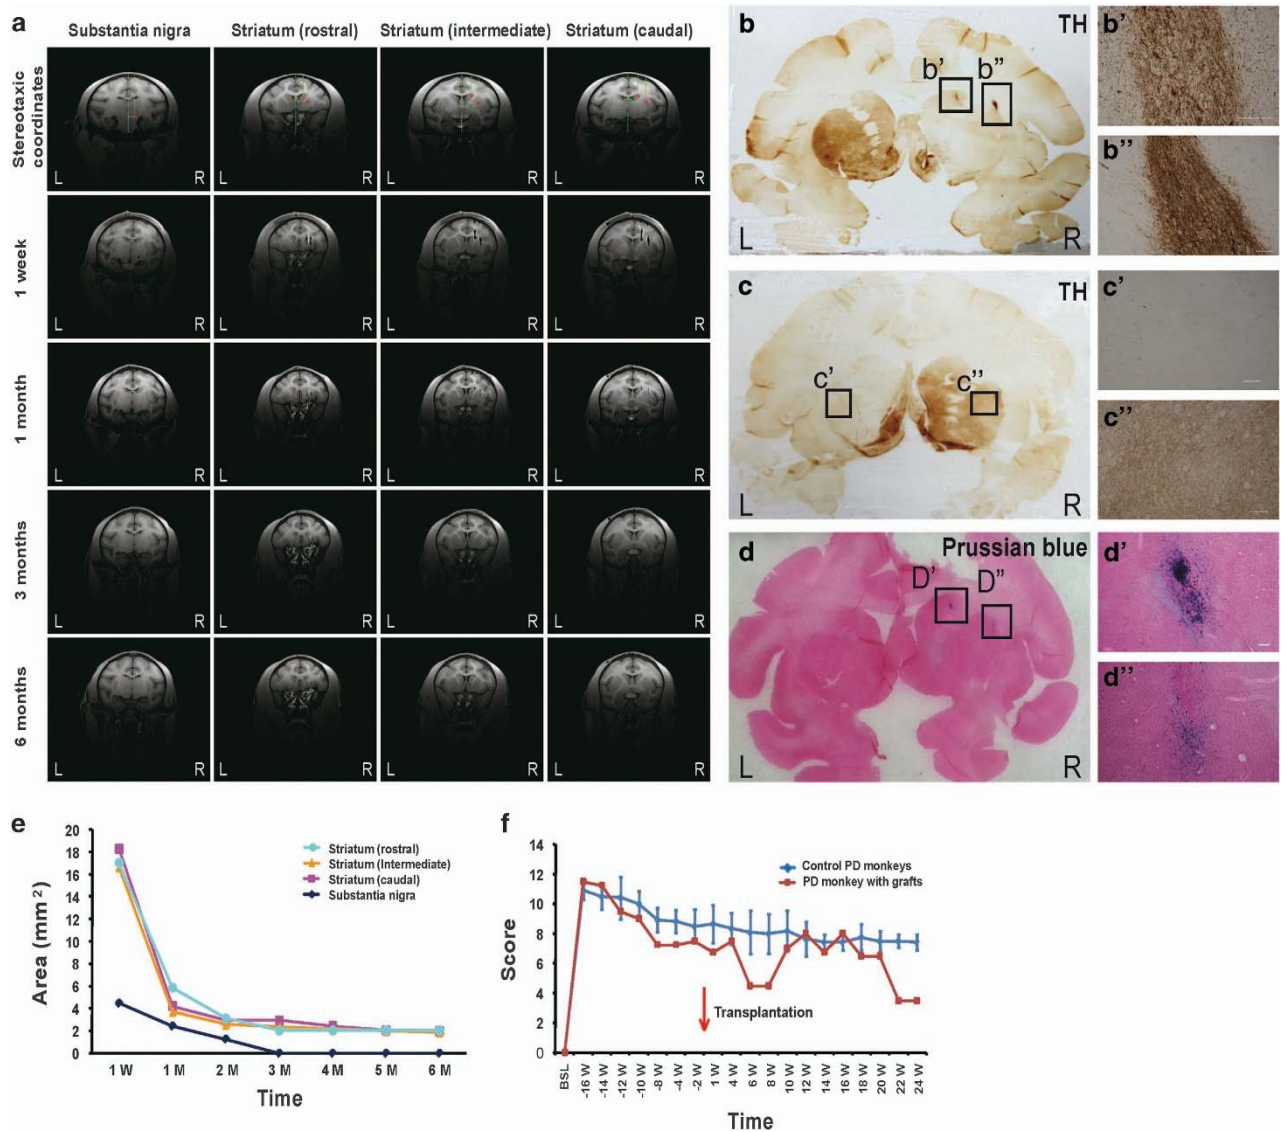 a
Substantia nigra
Striatum (rostral)
Striatum (intermediate)
Striatum (caudal)
Stereotaxic
coordinates
L R L R L R L R
1 week
L R L R L R L R
1 month
L R L R L R L R
3 months
L R L R L R L R
6 months
L R L R L R L R
b
TH
b'
b''
L
R
b'
b''
c
TH
c'
c''
L
R
c'
c''
d
Prussian blue
D'
D''
L
R
d'
d''
e
Area (mm²)
20
18
16
14
12
10
8
6
4
2
0
Striatum (rostral)
Striatum (Intermediate)
Striatum (caudal)
Substantia nigra
1 W 1 M 2 M 3 M 4 M 5 M 6 M
Time
f
Score
14
12
10
8
6
4
2
0
Control PD monkeys
PD monkey with grafts
Transplantation
BSL -16 W -14 W -12 W -10 W -8 W -4 W -2 W 1 W 4 W 6 W 8 W 10 W 12 W 14 W 16 W 18 W 20 W 22 W 24 W
Time